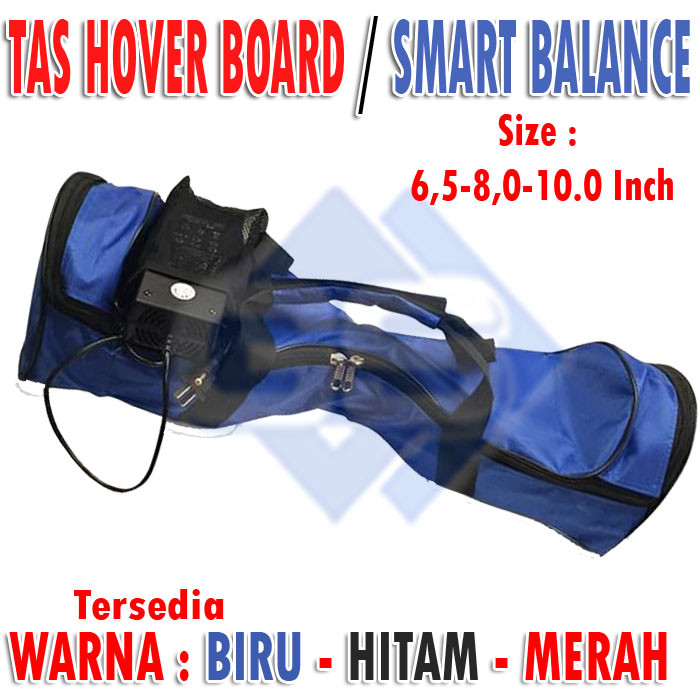 TAS HOVER BOARD / SMART BALANCE
Size :
6,5-8,0-10.0 Inch
Tersedia
WARNA : BIRU - HITAM - MERAH